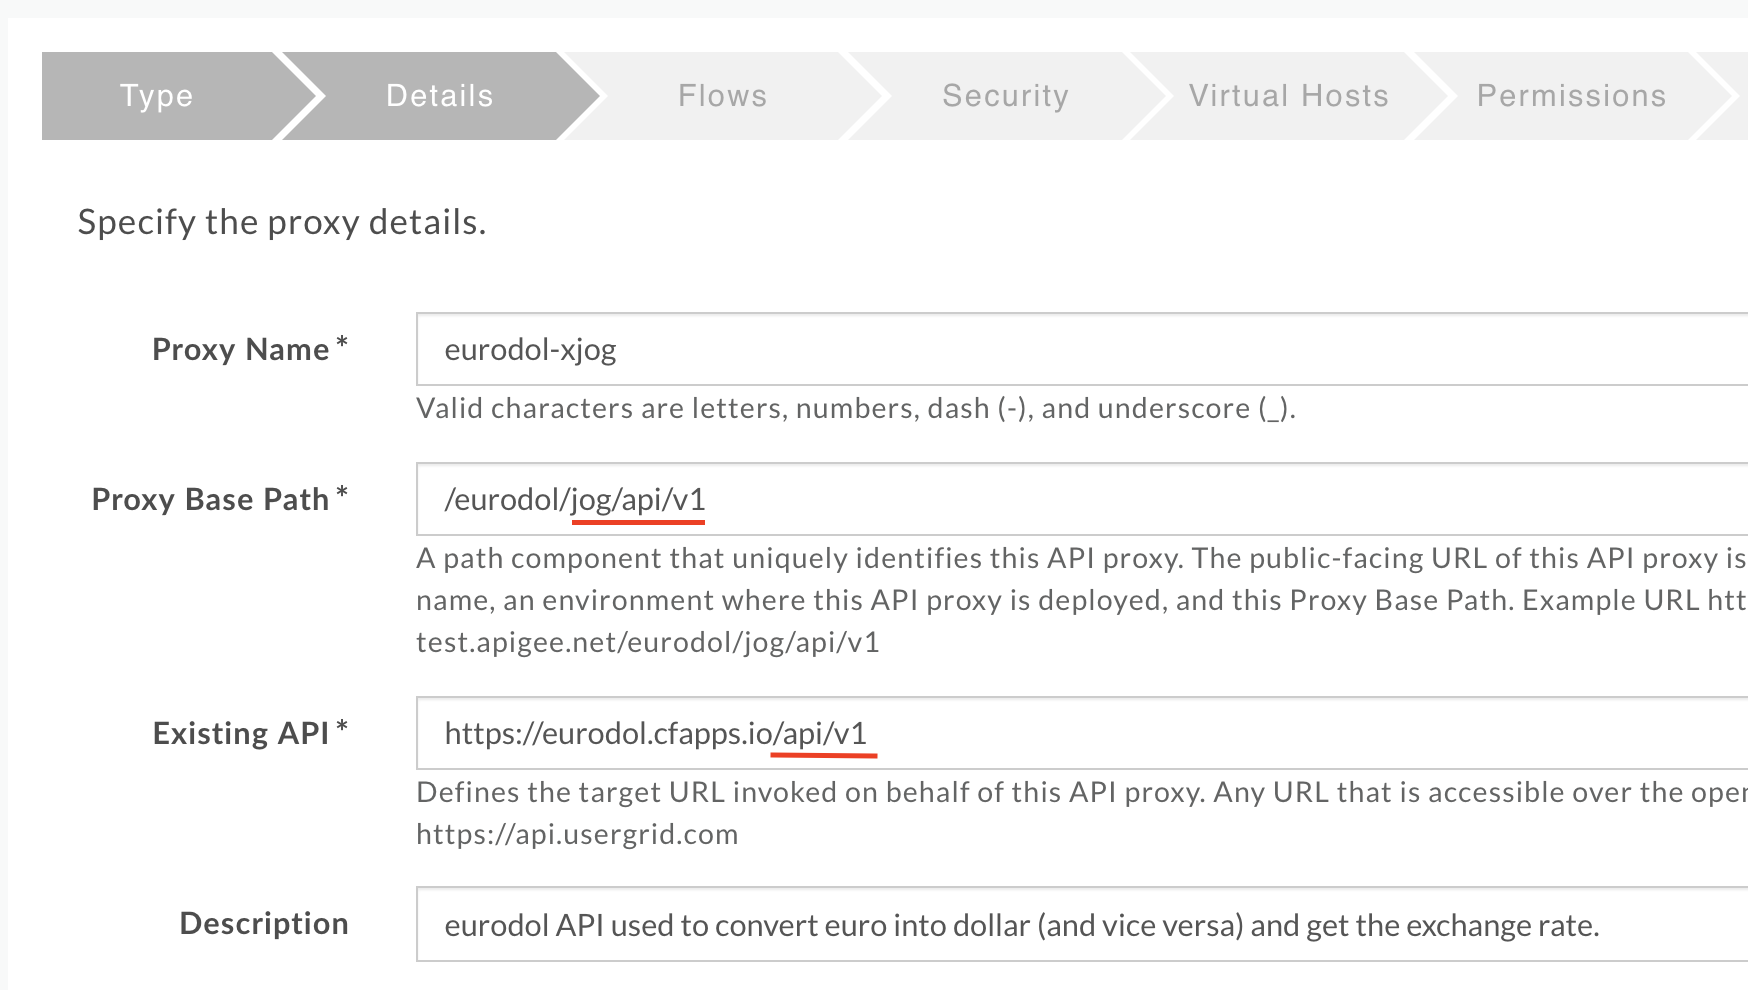 Type Details Flows Security Virtual Hosts Permissions
Specify the proxy details.
Proxy Name * eurodol-xjog
Valid characters are letters, numbers, dash (-), and underscore (_).
Proxy Base Path * /eurodol/jog/api/v1
A path component that uniquely identifies this API proxy. The public-facing URL of this API proxy is
name, an environment where this API proxy is deployed, and this Proxy Base Path. Example URL htt
test.apigee.net/eurodol/jog/api/v1
Existing API * https://eurodol.cfapps.io/api/v1
Defines the target URL invoked on behalf of this API proxy. Any URL that is accessible over the open
https://api.usergrid.com
Description eurodol API used to convert euro into dollar (and vice versa) and get the exchange rate.